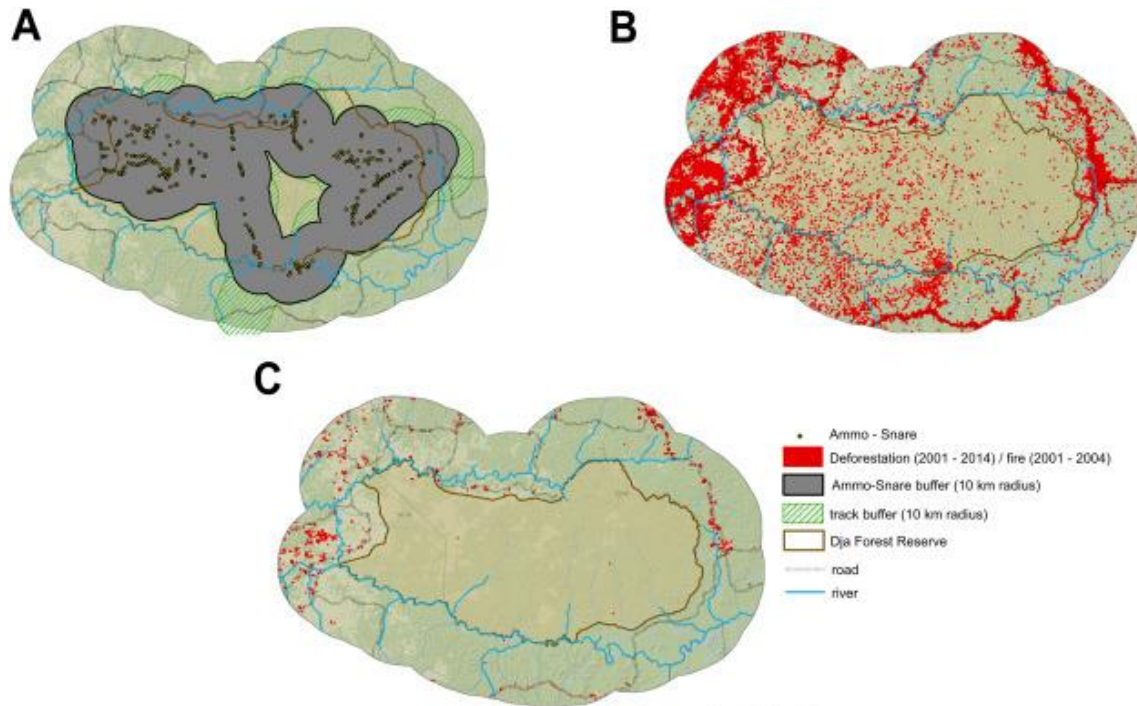 A
B
C
Ammo - Snare
Deforestation (2001 - 2014) / fire (2001 - 2004)
Ammo-Snare buffer (10 km radius)
track buffer (10 km radius)
Dja Forest Reserve
road
river